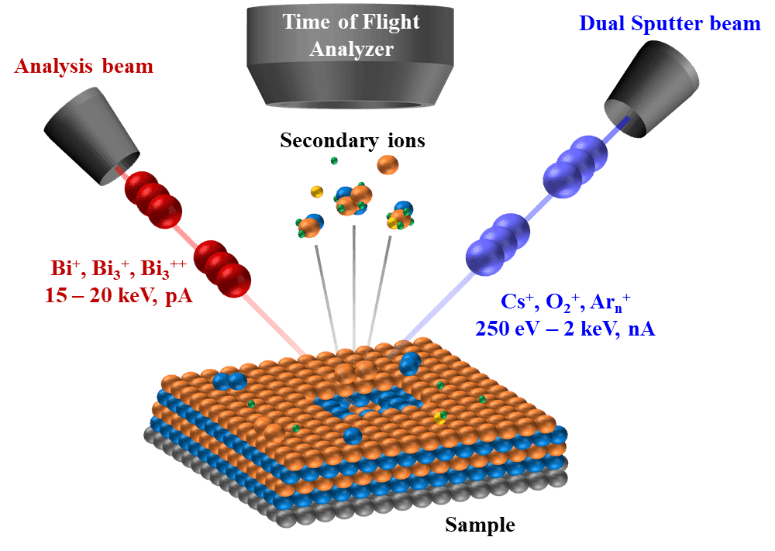 Time of Flight
Analyzer
Dual Sputter beam
Analysis beam
Secondary ions
Bi⁺, Bi₃⁺, Bi₃⁺⁺
15 – 20 keV, pA
Cs⁺, O₂⁺, Arₙ⁺
250 eV – 2 keV, nA
Sample